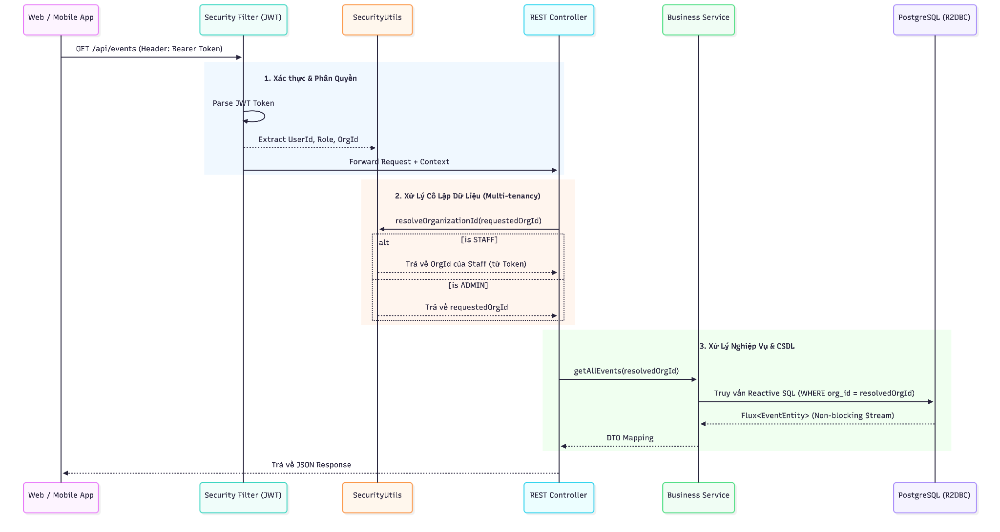 Web / Mobile App
Security Filter (JWT)
SecurityUtils
REST Controller
Business Service
PostgreSQL (R2DBC)
GET /api/events (Header: Bearer Token)
1. Xác thực & Phân Quyền
Parse JWT Token
Extract UserId, Role, OrgId
Forward Request + Context
2. Xử Lý Cô Lập Dữ Liệu (Multi-tenancy)
resolveOrganizationId(requestedOrgId)
alt
[is STAFF]
Trả về OrgId của Staff (từ Token)
[is ADMIN]
Trả về requestedOrgId
3. Xử Lý Nghiệp Vụ & CSDL
getAllEvents(resolvedOrgId)
Truy vấn Reactive SQL (WHERE org_id = resolvedOrgId)
Flux<EventEntity> (Non-blocking Stream)
DTO Mapping
Trả về JSON Response
Web / Mobile App
Security Filter (JWT)
SecurityUtils
REST Controller
Business Service
PostgreSQL (R2DBC)